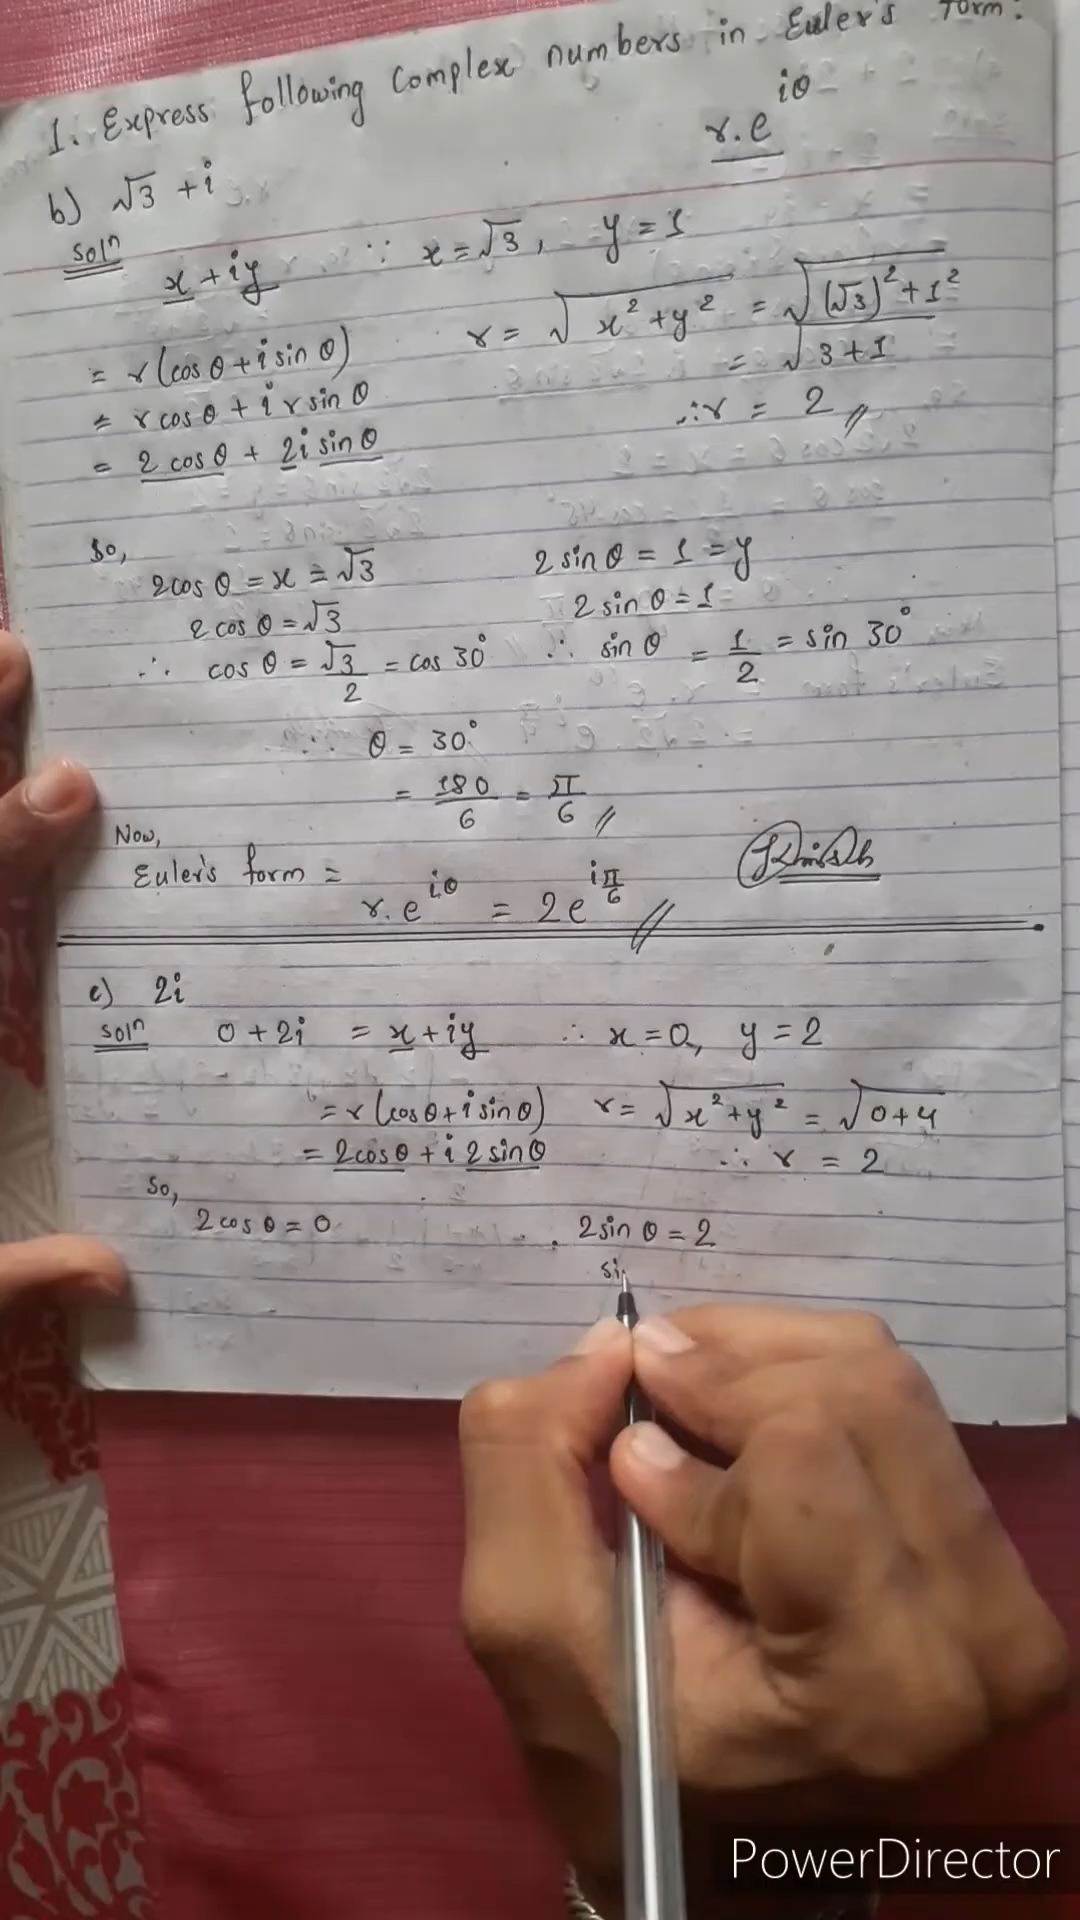 1. Express following complex numbers in Euler's form:
r.e^{iθ}
b) √3 + i
soln
x + iy ∵ x = √3, y = 1
= r(cos θ + i sin θ) r = √(x² + y²) = √((√3)² + 1²)
= r cos θ + i r sin θ = √(3+1)
= 2 cos θ + 2i sin θ ∴ r = 2 //
So,
2cos θ = x = √3 2 sin θ = 1 = y
2 cos θ = √3 2 sin θ = 1
∴ cos θ = √3/2 = cos 30° ∴ sin θ = 1/2 = sin 30°
∴ θ = 30°
= 180/6 = π/6 //
Now,
Euler's form =
r.e^{iθ} = 2e^{iπ/6} //
c) 2i
soln 0 + 2i = x + iy ∴ x = 0, y = 2
= r(cos θ + i sin θ) r = √(x² + y²) = √(0+4)
= 2cos θ + i 2 sin θ ∴ r = 2
So,
2 cos θ = 0 2 sin θ = 2
si
PowerDirector